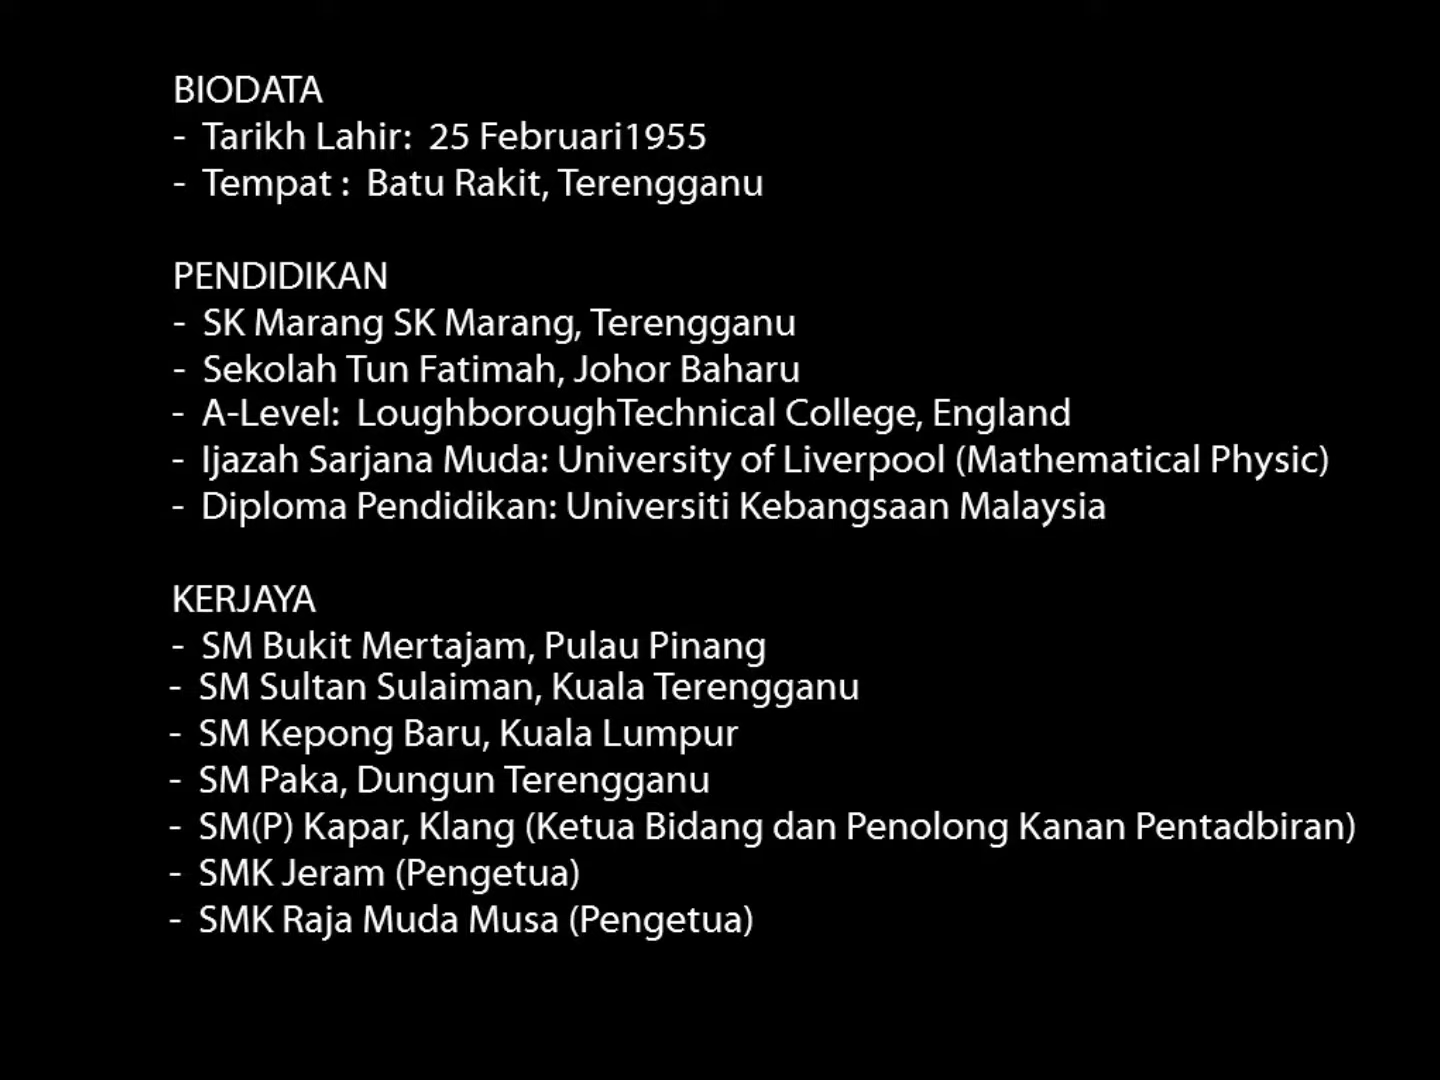 BIODATA
- Tarikh Lahir: 25 Februari1955
- Tempat : Batu Rakit, Terengganu
PENDIDIKAN
- SK Marang SK Marang, Terengganu
- Sekolah Tun Fatimah, Johor Baharu
- A-Level: LoughboroughTechnical College, England
- Ijazah Sarjana Muda: University of Liverpool (Mathematical Physic)
- Diploma Pendidikan: Universiti Kebangsaan Malaysia
KERJAYA
- SM Bukit Mertajam, Pulau Pinang
- SM Sultan Sulaiman, Kuala Terengganu
- SM Kepong Baru, Kuala Lumpur
- SM Paka, Dungun Terengganu
- SM(P) Kapar, Klang (Ketua Bidang dan Penolong Kanan Pentadbiran)
- SMK Jeram (Pengetua)
- SMK Raja Muda Musa (Pengetua)